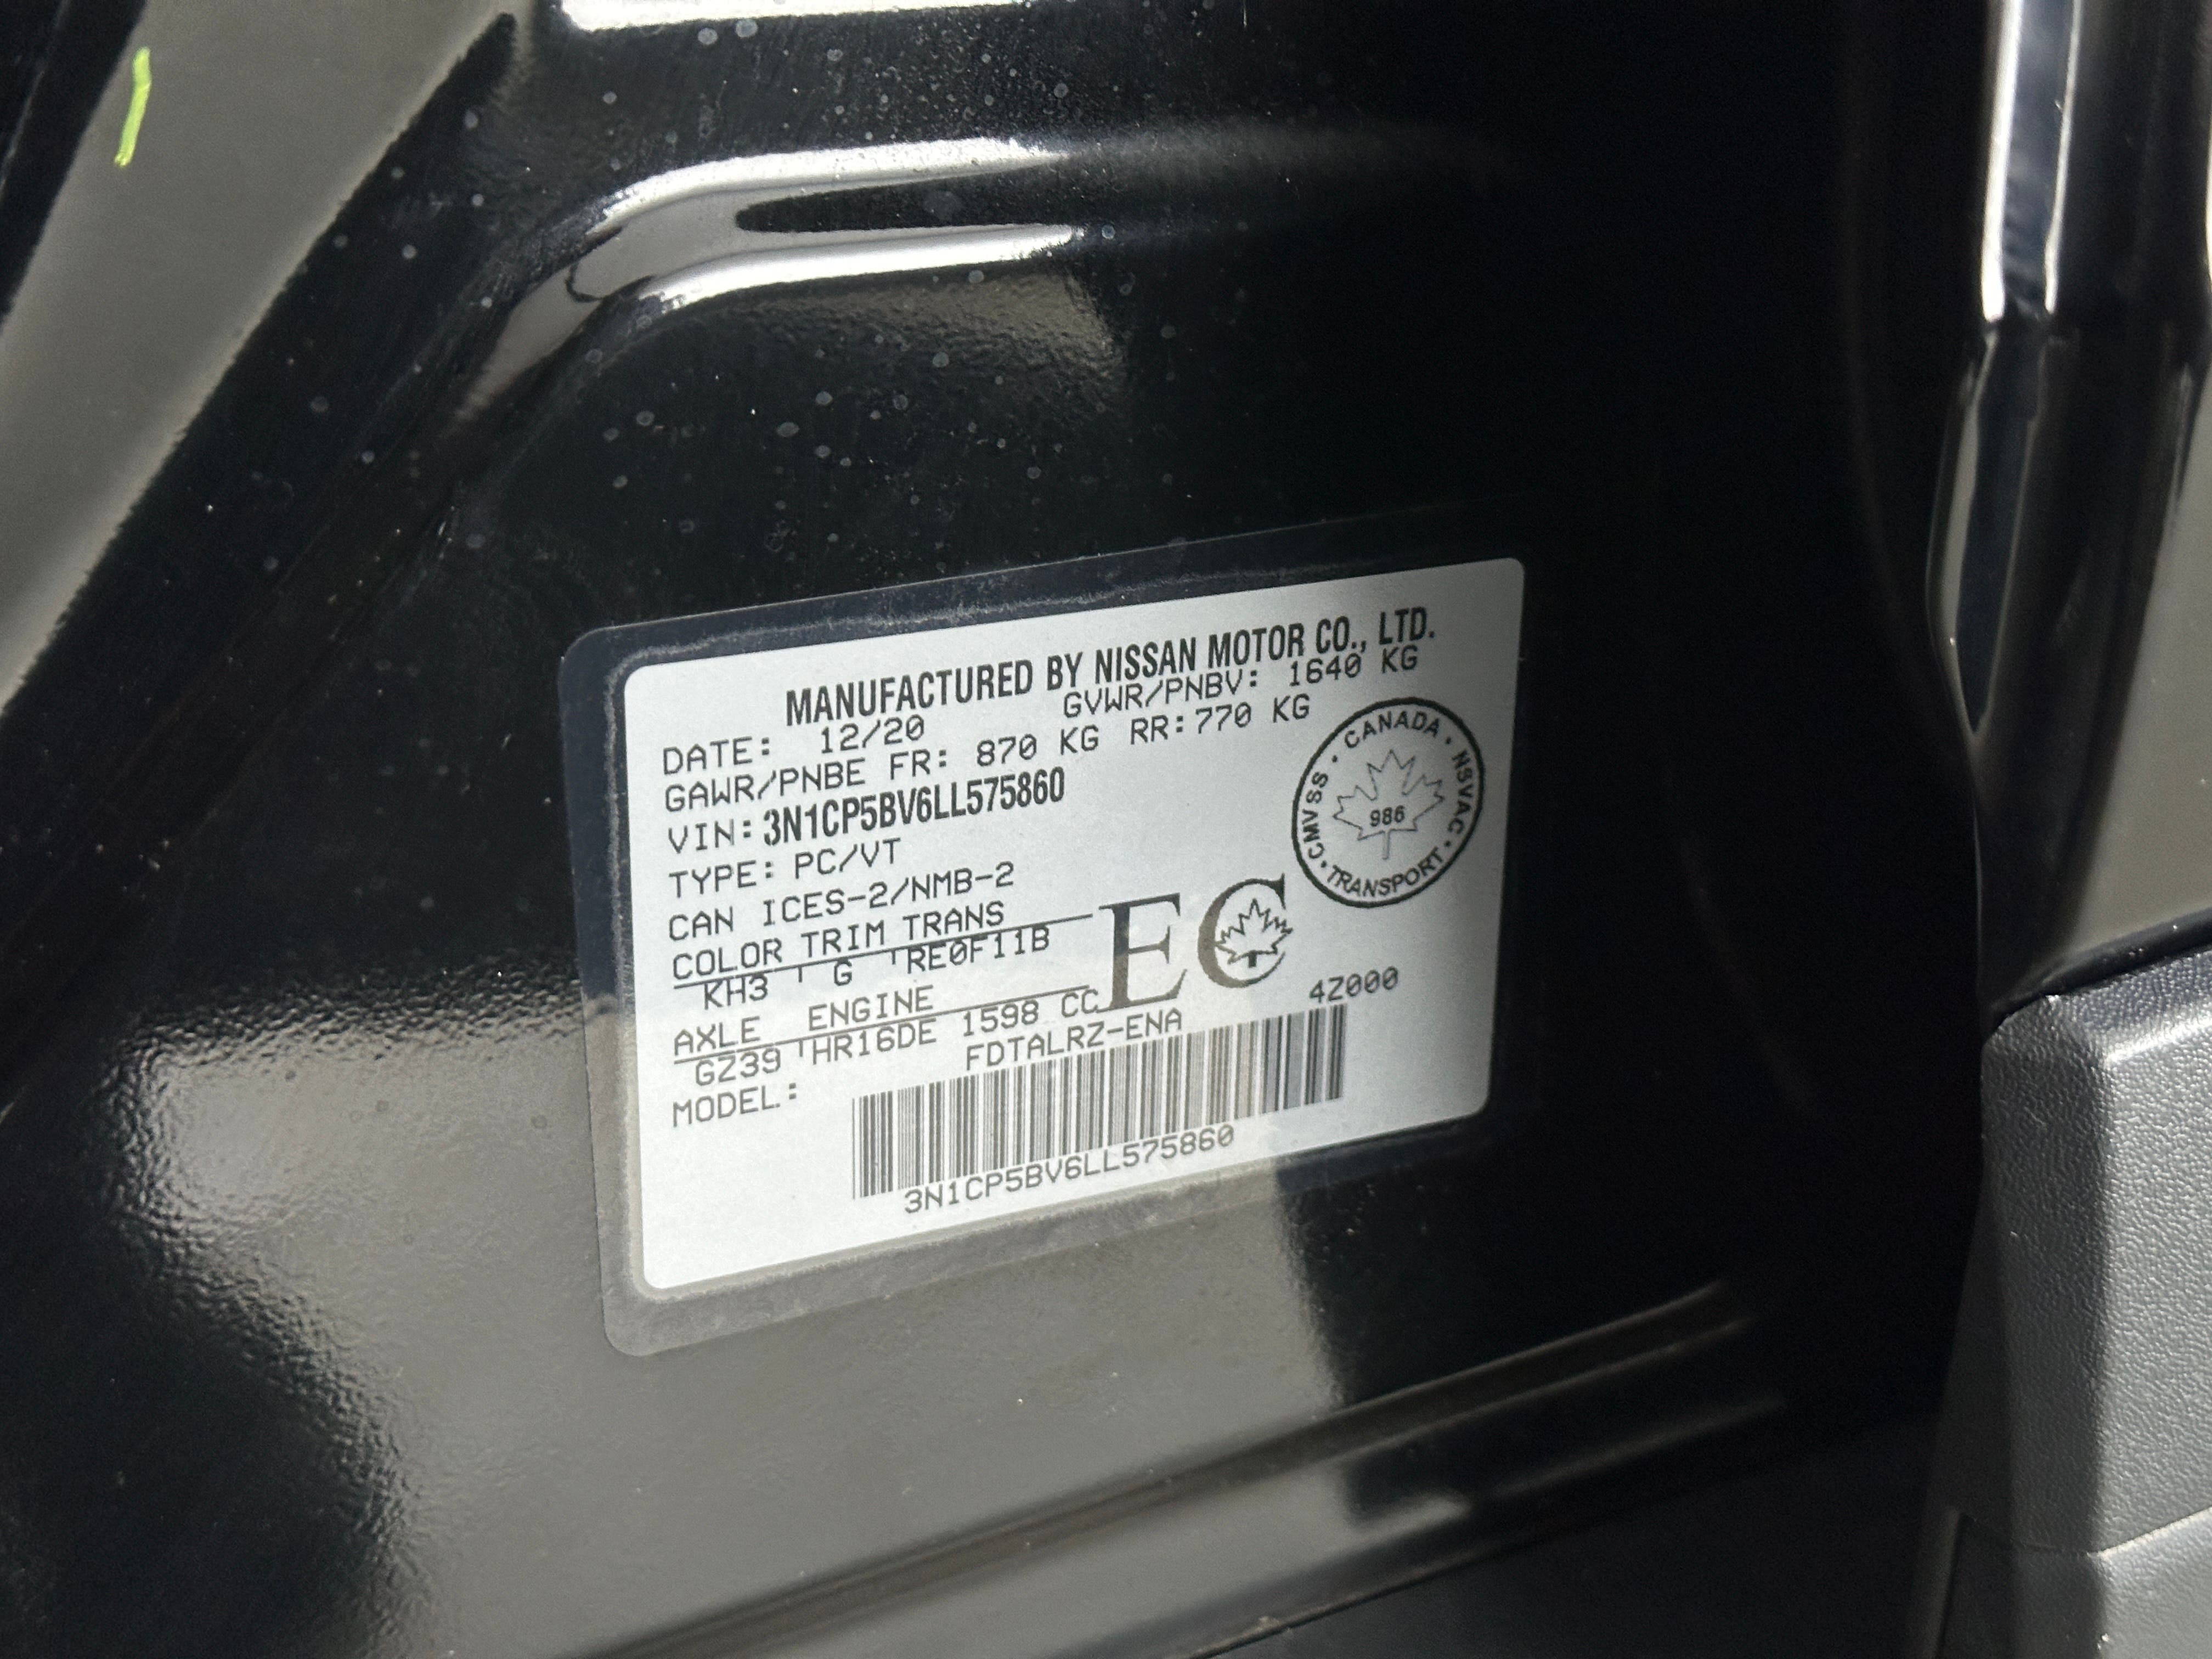 MANUFACTURED BY NISSAN MOTOR CO., LTD.
DATE: 12/20 GVWR/PNBV: 1640 KG
GAWR/PNBE FR: 870 KG RR:770 KG
VIN: 3N1CP5BV6LL575860
TYPE: PC/VT
CAN ICES-2/NMB-2
COLOR TRIM TRANS
KH3 G RE0F11B
AXLE ENGINE
GZ39 HR16DE 1598 CC
MODEL: FDTALRZ-ENA 4Z000
3N1CP5BV6LL575860
EC
CANADA · NSVAC · TRANSPORT · CMVSS ·
986